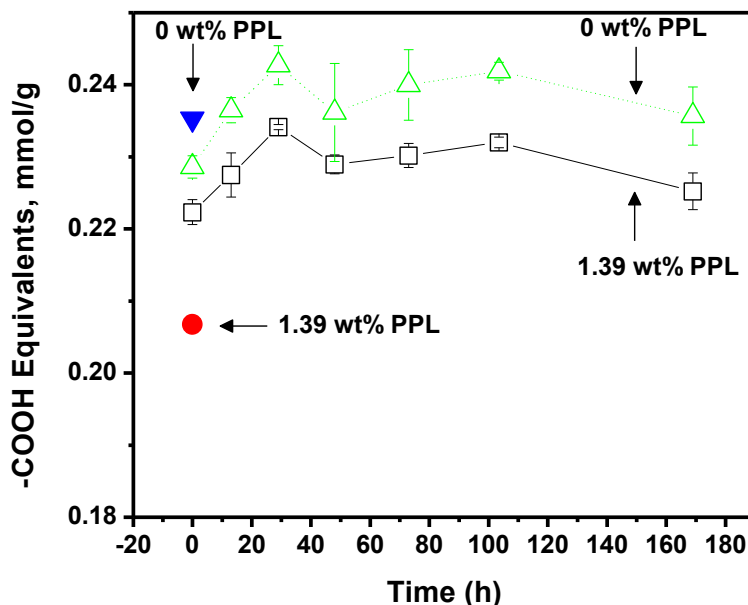 0 wt% PPL
0 wt% PPL
0.24
0.22
0.20
0.18
-COOH Equivalents, mmol/g
1.39 wt% PPL
1.39 wt% PPL
-20 0 20 40 60 80 100 120 140 160 180
Time (h)